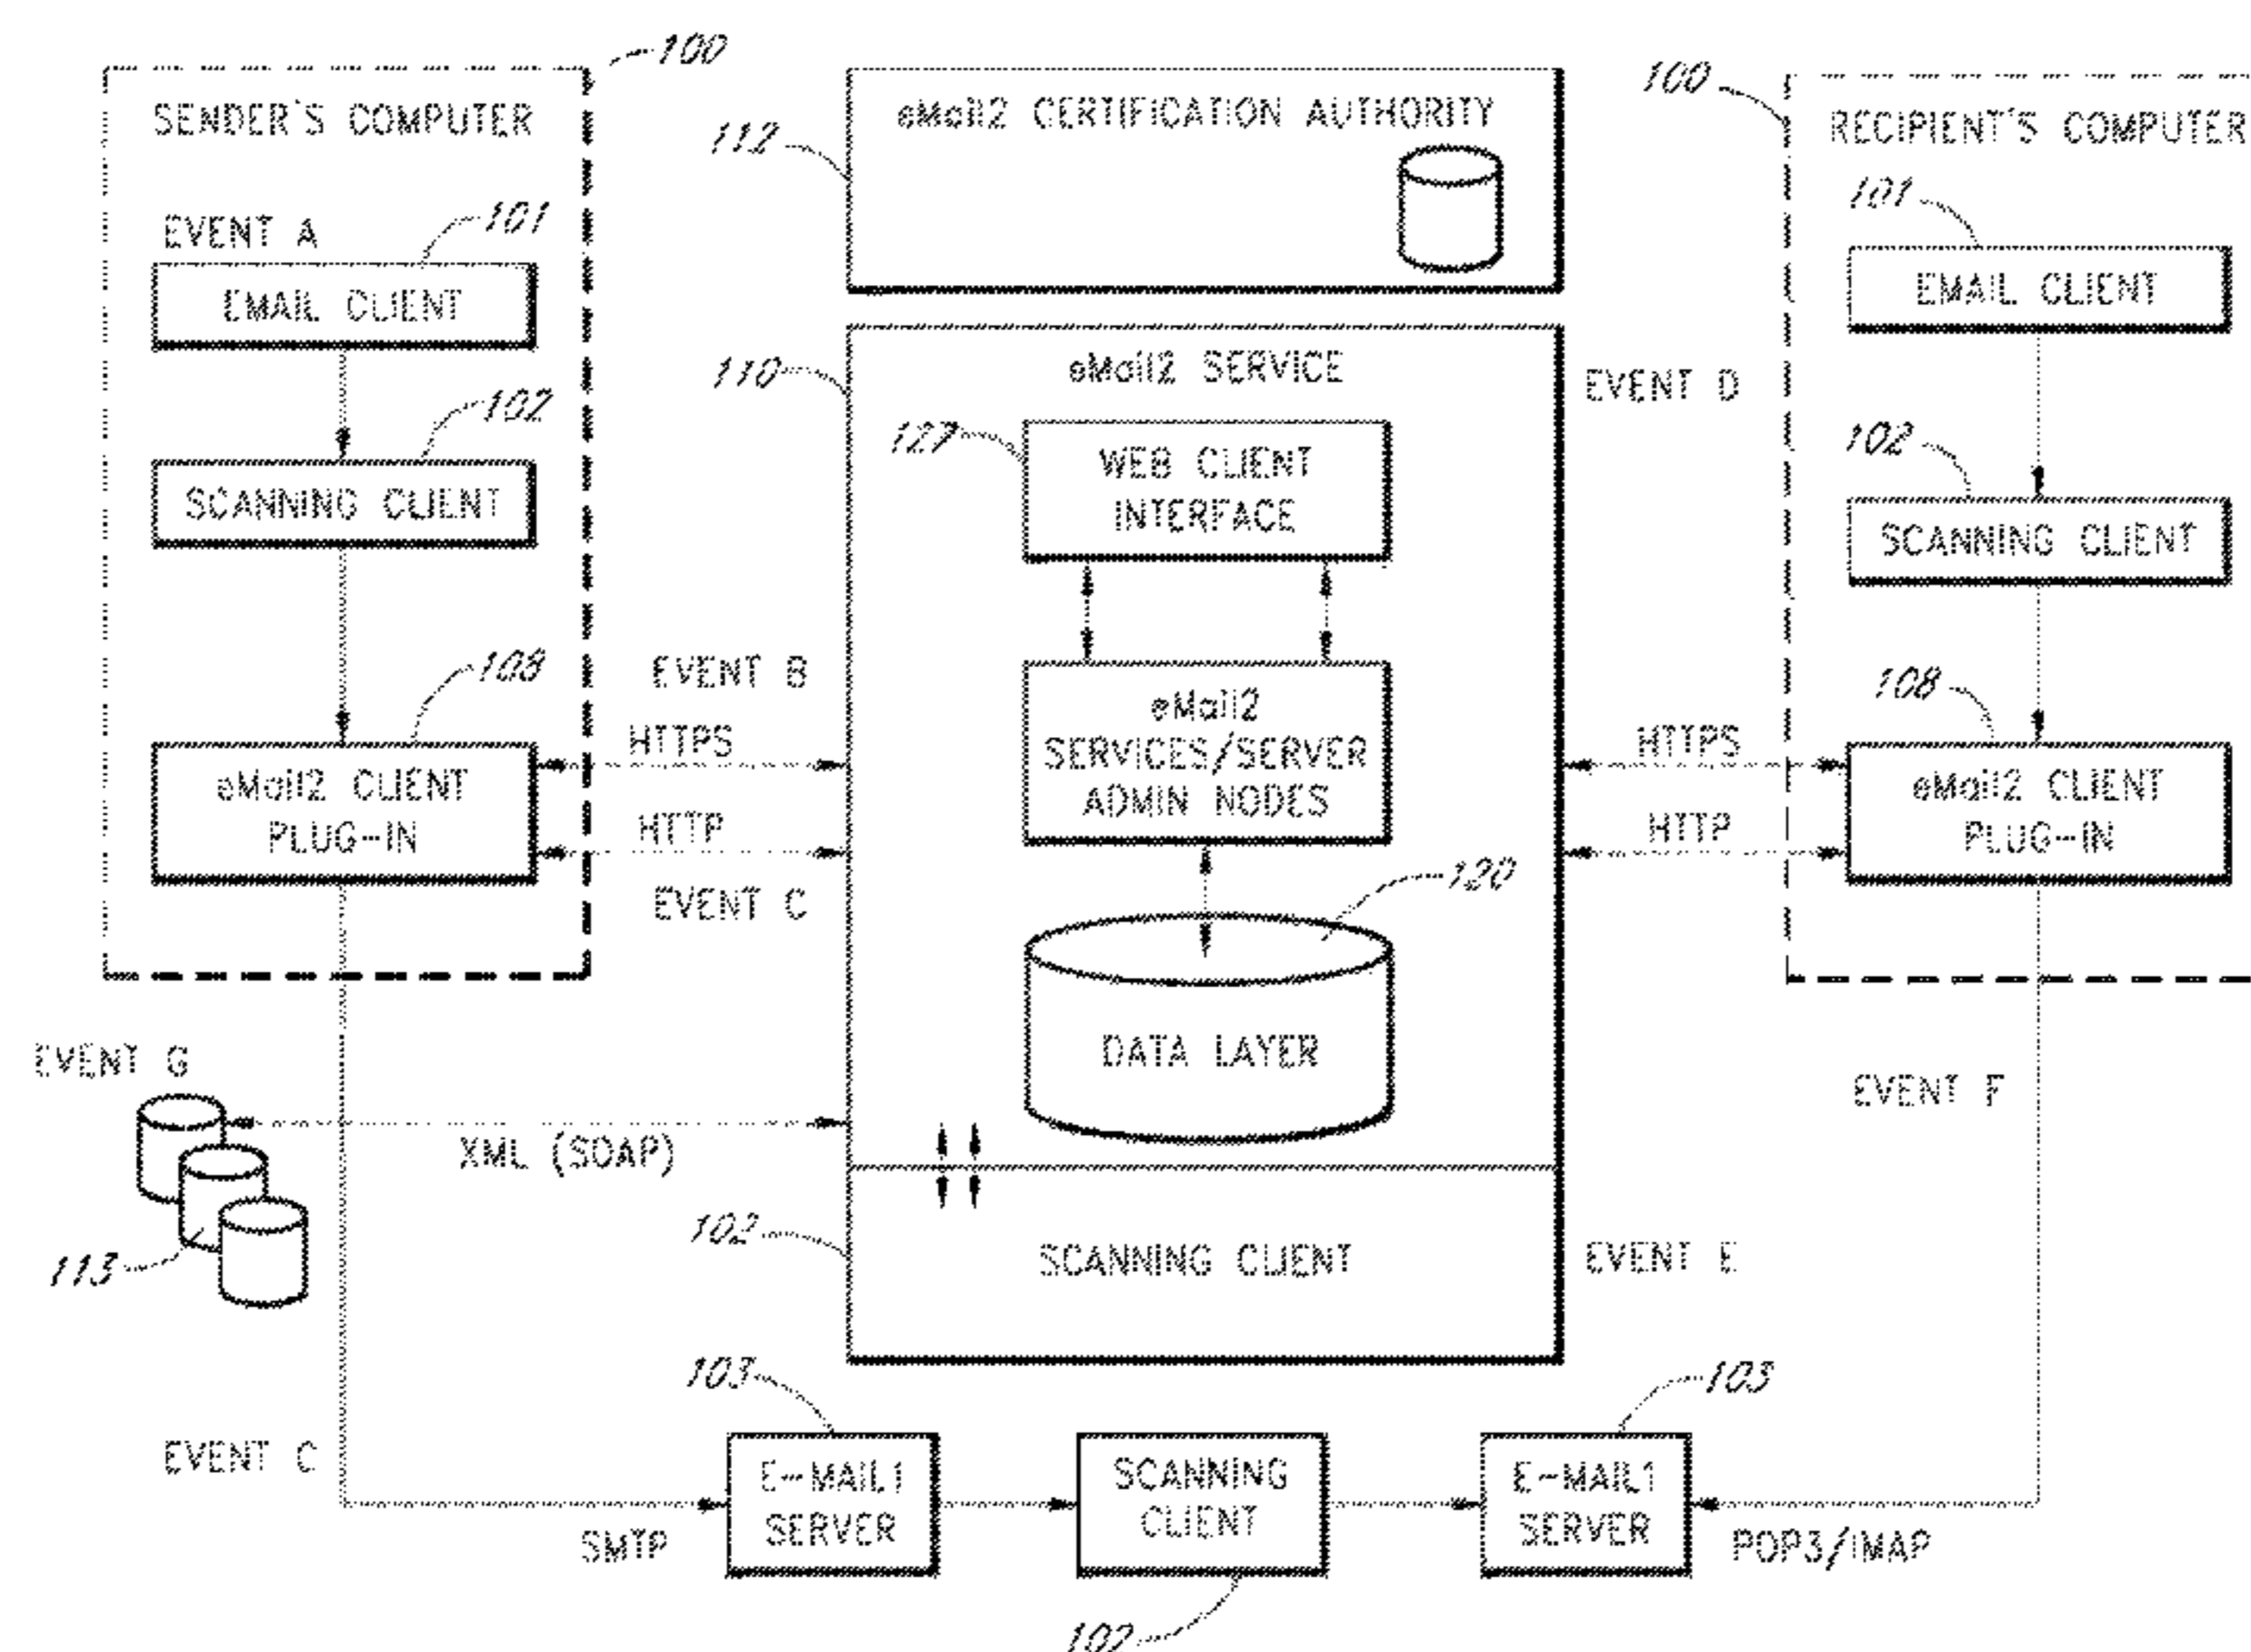 100
SENDER'S COMPUTER
EVENT A
101
EMAIL CLIENT
102
SCANNING CLIENT
108
eMail2 CLIENT
PLUG-IN
EVENT B
HTTPS
HTTP
EVENT C
112
eMail2 CERTIFICATION AUTHORITY
110
eMail2 SERVICE
127
WEB CLIENT
INTERFACE
eMail2
SERVICES/SERVER
ADMIN NODES
120
DATA LAYER
102
SCANNING CLIENT
EVENT D
HTTPS
HTTP
EVENT E
100
RECIPIENT'S COMPUTER
101
EMAIL CLIENT
102
SCANNING CLIENT
108
eMail2 CLIENT
PLUG-IN
EVENT F
EVENT G
113
XML (SOAP)
EVENT C
SMTP
103
E-MAIL1
SERVER
SCANNING
CLIENT
102
103
E-MAIL1
SERVER
POP3/IMAP